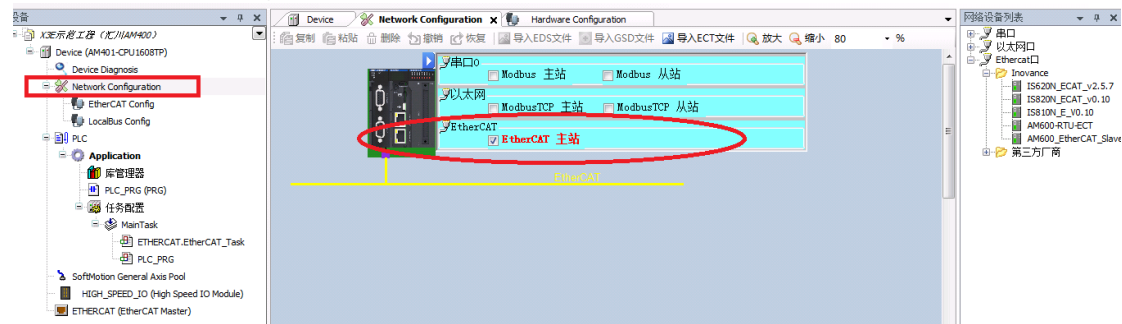 设备
X3E示范工程（汇川AM400）
Device (AM401-CPU1608TP)
Device Diagnosis
Network Configuration
EtherCAT Config
LocalBus Config
PLC
Application
库管理器
PLC_PRG (PRG)
任务配置
MainTask
ETHERCAT.EtherCAT_Task
PLC_PRG
SoftMotion General Axis Pool
HIGH_SPEED_IO (High Speed IO Module)
ETHERCAT (EtherCAT Master)
Device Network Configuration x Hardware Configuration
复制 粘贴 删除 撤销 恢复 导入EDS文件 导入GSD文件 导入ECT文件 放大 缩小 80 %
串口0
Modbus 主站 Modbus 从站
以太网
ModbusTCP 主站 ModbusTCP 从站
EtherCAT
EtherCAT 主站
EtherCAT
网络设备列表
串口
以太网口
Ethercat口
Inovance
IS620N_ECAT_v2.5.7
IS820N_ECAT_v0.10
IS810N_E_V0.10
AM600-RTU-ECT
AM600_EtherCAT_Slave
第三方厂商